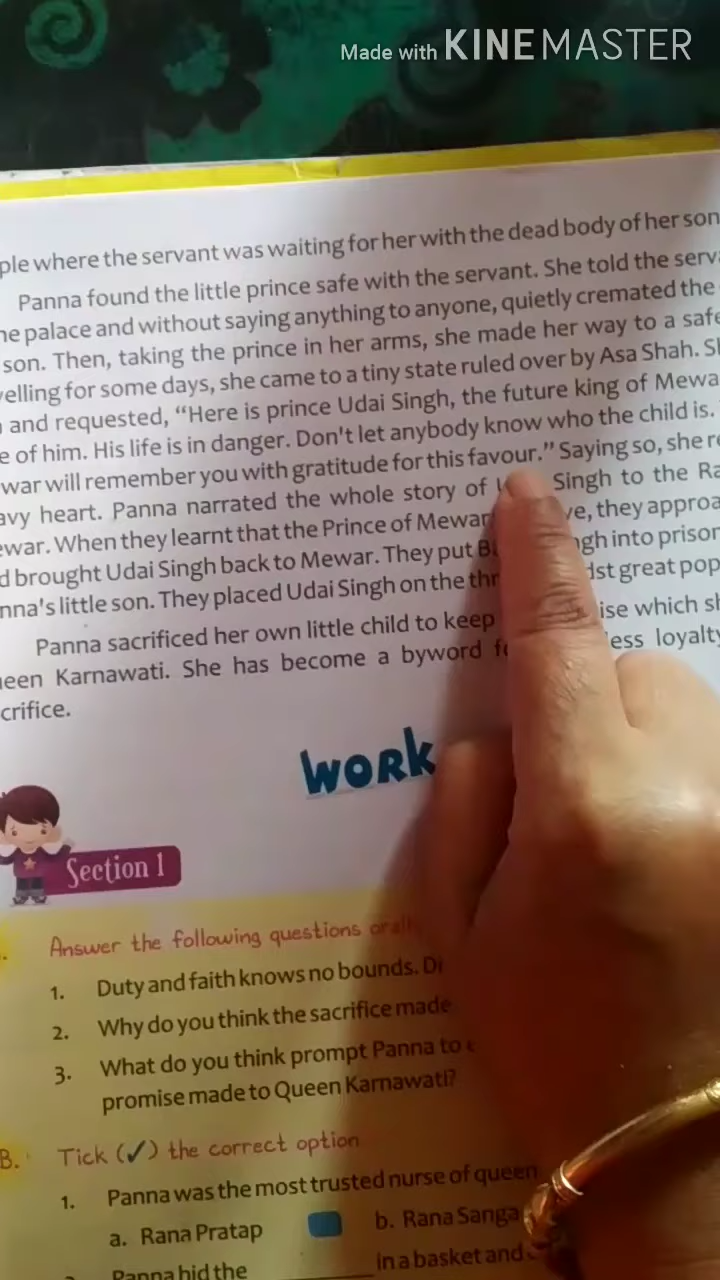 Made with KINEMASTER
ple where the servant was waiting for her with the dead body of her son
Panna found the little prince safe with the servant. She told the serv
he palace and without saying anything to anyone, quietly cremated the
son. Then, taking the prince in her arms, she made her way to a safe
velling for some days, she came to a tiny state ruled over by Asa Shah. S
and requested, "Here is prince Udai Singh, the future king of Mewa
e of him. His life is in danger. Don't let anybody know who the child is.
war will remember you with gratitude for this favour." Saying so, she re
avy heart. Panna narrated the whole story of Singh to the Ra
ewar. When they learnt that the Prince of Mewar ve, they approa
d brought Udai Singh back to Mewar. They put B ngh into prison
nna's little son. They placed Udai Singh on the thr dst great pop
Panna sacrificed her own little child to keep ise which sh
ueen Karnawati. She has become a byword f ess loyalty
crifice.
WORK
Section 1
Answer the following questions orall
1. Duty and faith knows no bounds. Di
2. Why do you think the sacrifice made
3. What do you think prompt Panna to
promise made to Queen Karnawati?
B. Tick (✓) the correct option
1. Panna was the most trusted nurse of queen
a. Rana Pratap b. Rana Sanga
Panna hid the ____________ in a basket and